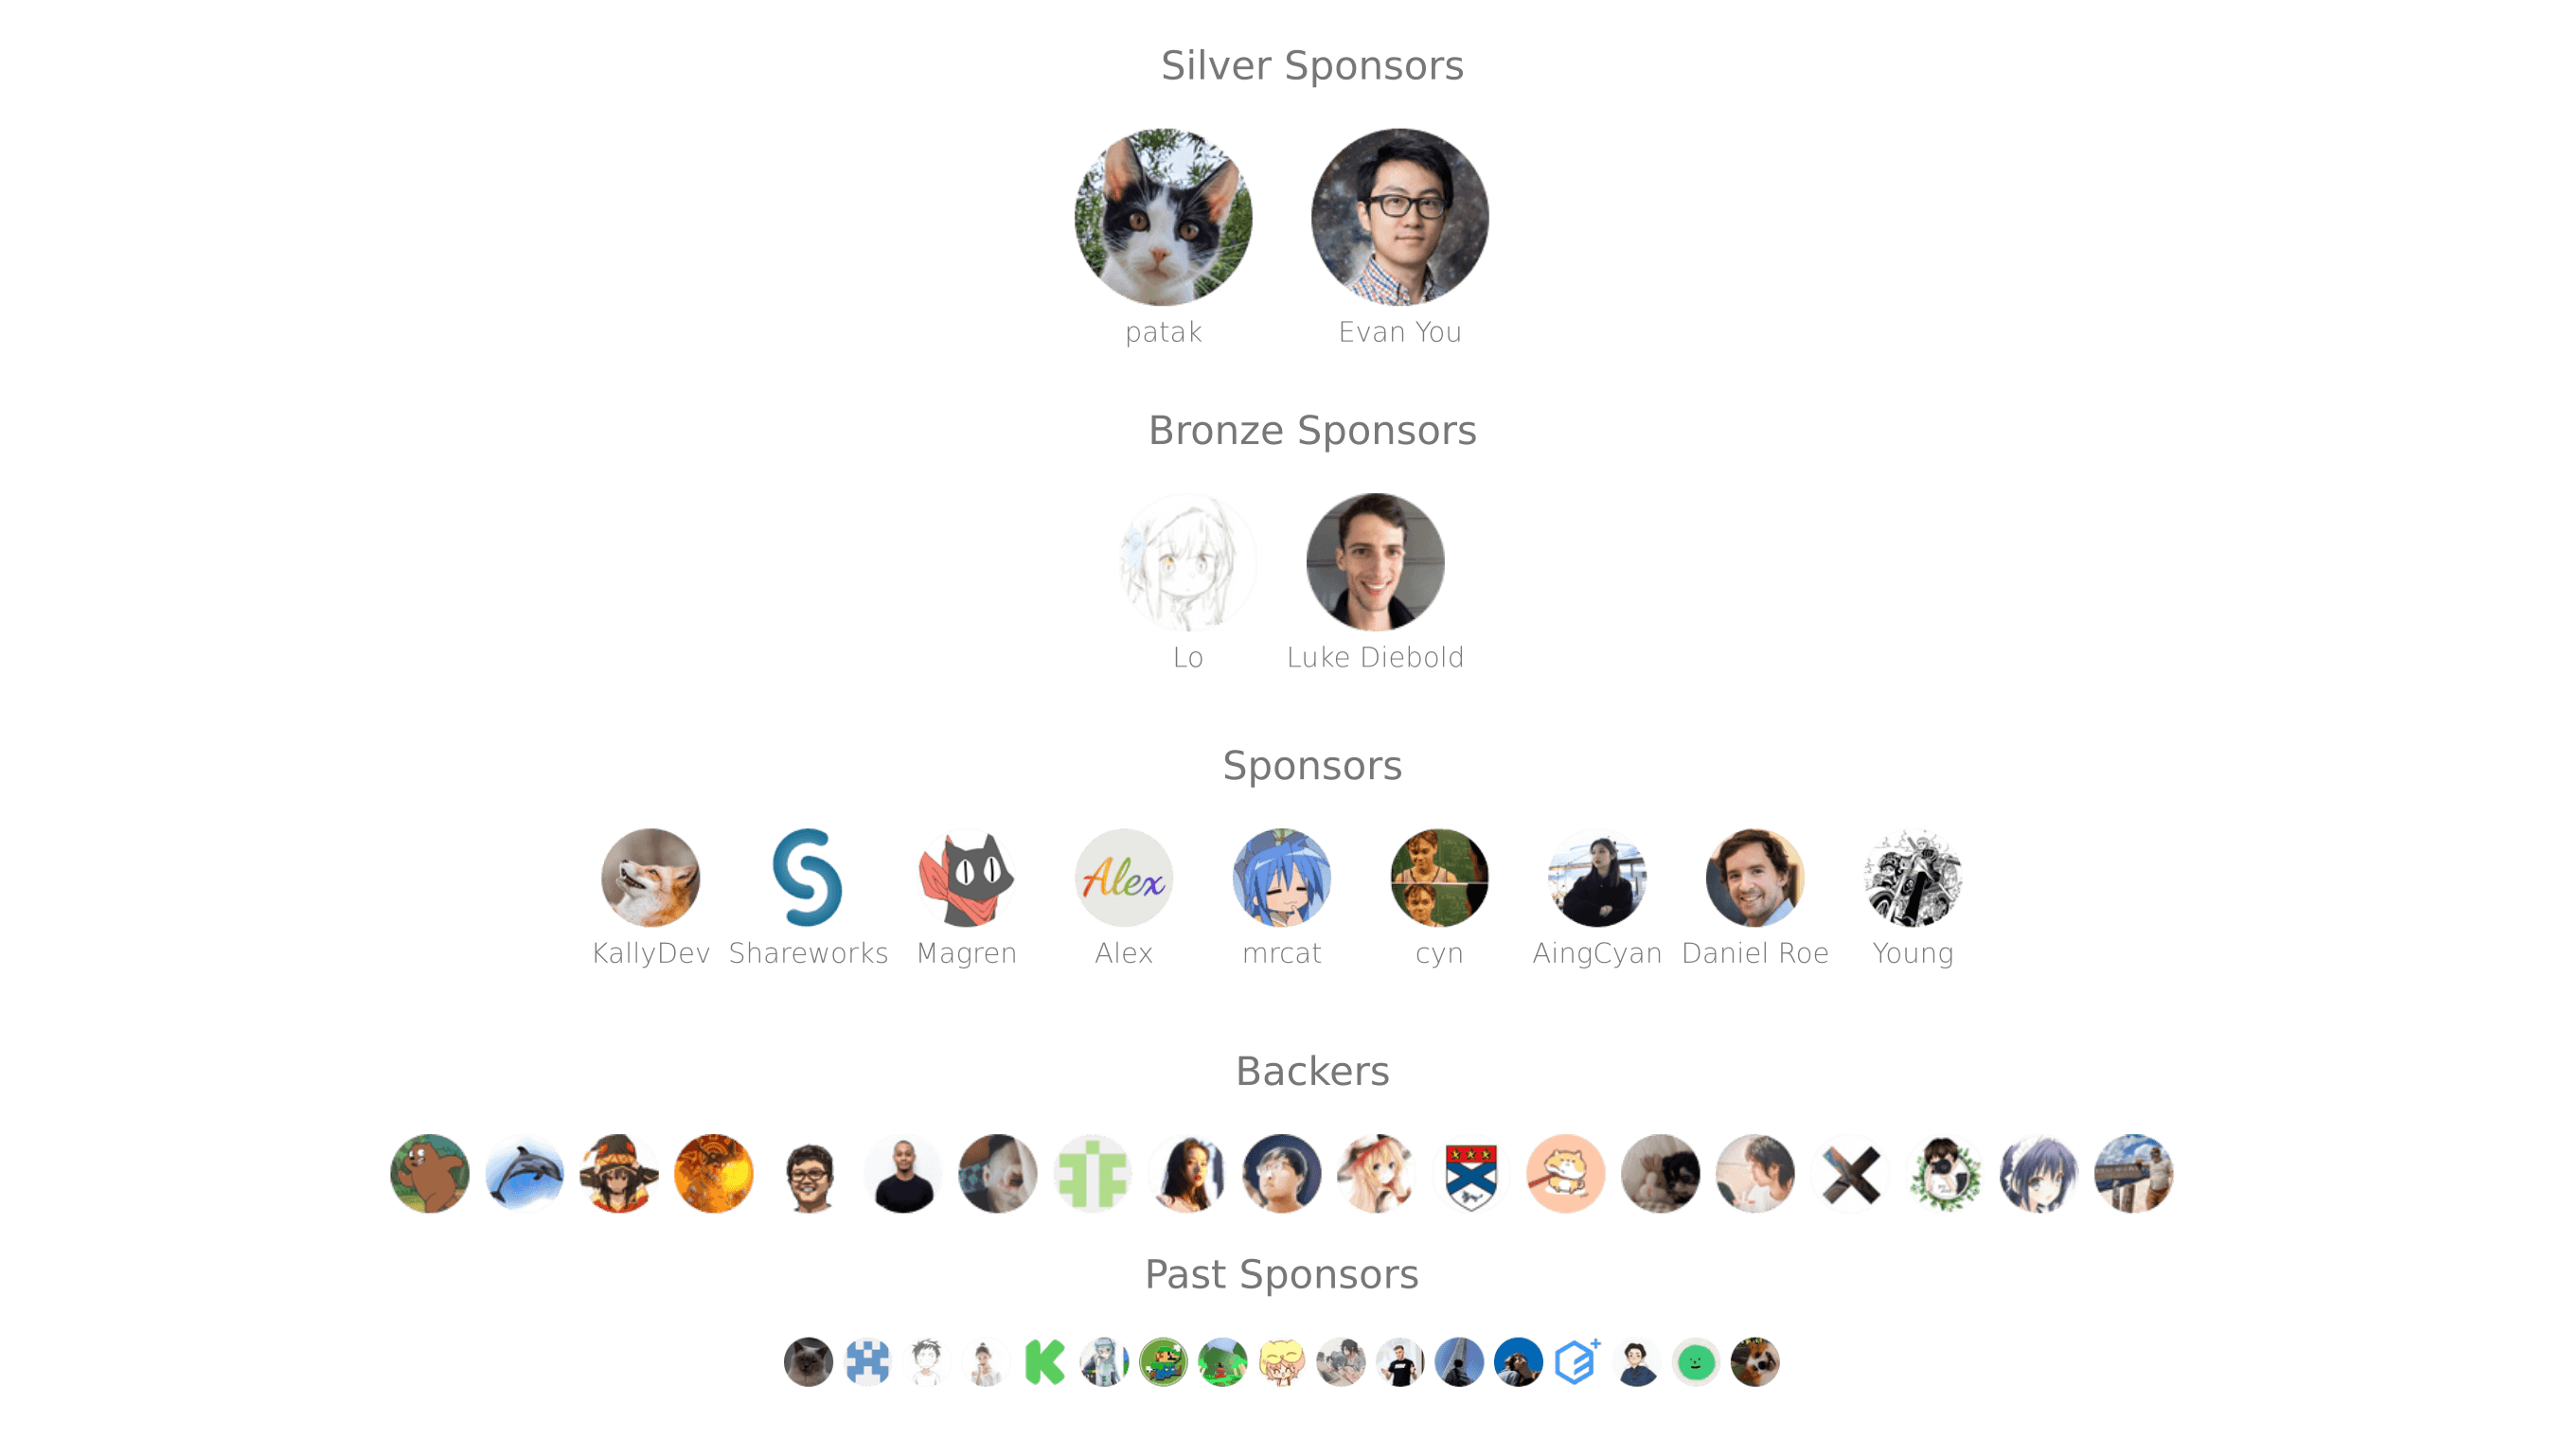 Silver Sponsors
patak
Evan You
Bronze Sponsors
Lo
Luke Diebold
Sponsors
Alex
KallyDev
Shareworks
Magren
Alex
mrcat
cyn
AingCyan
Daniel Roe
Young
Backers
Past Sponsors